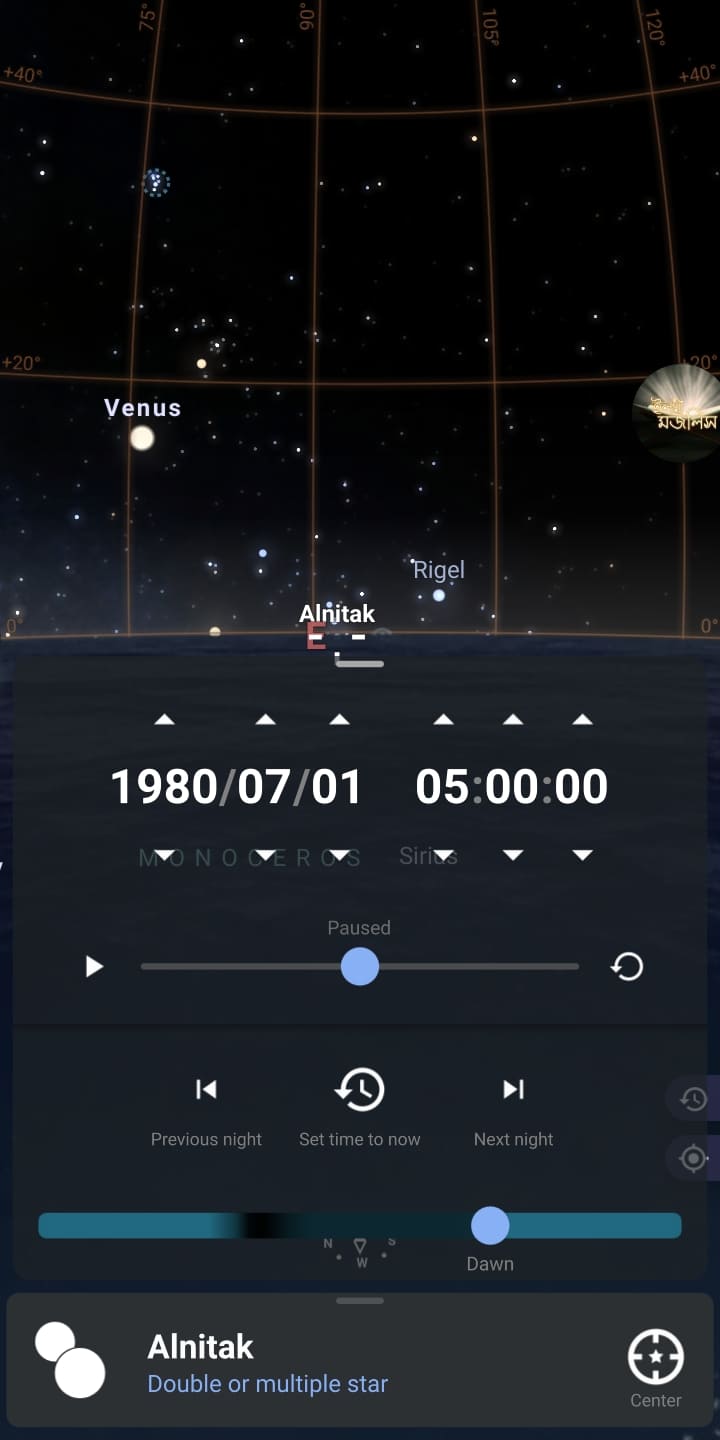 75°
90°
105°
120°
+40°
+40°
+20°
+20°
Venus
মজলিস
Rigel
Alnitak
0°
E
0°
1980/07/01 05:00:00
MONOCEROS
Sirius
Paused
Previous night
Set time to now
Next night
N
S
W
Dawn
Alnitak
Double or multiple star
Center